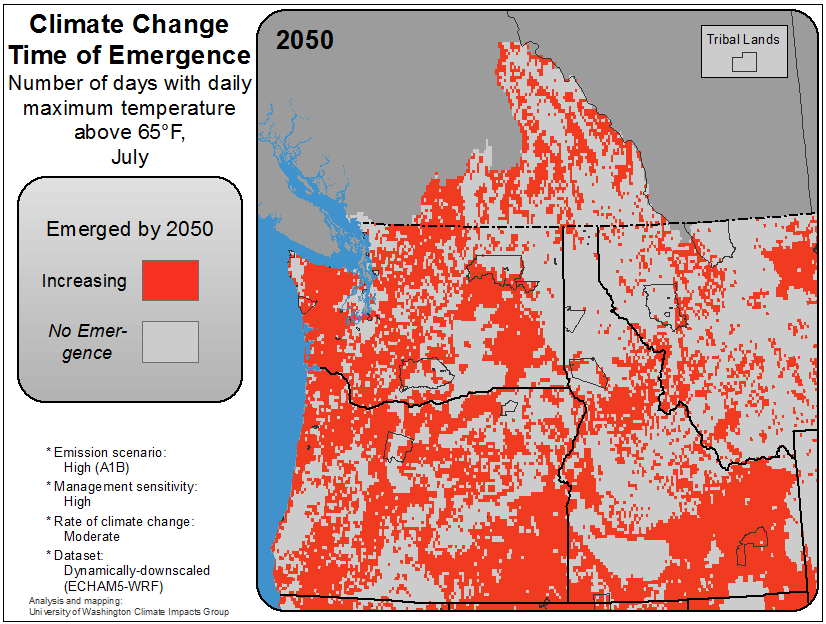 Climate Change
Time of Emergence
Number of days with daily
maximum temperature
above 65°F,
July
2050
Tribal Lands
Emerged by 2050
Increasing
No Emer-
gence
* Emission scenario:
High (A1B)
* Management sensitivity:
High
* Rate of climate change:
Moderate
* Dataset:
Dynamically-downscaled
(ECHAM5-WRF)
Analysis and mapping:
University of Washington Climate Impacts Group